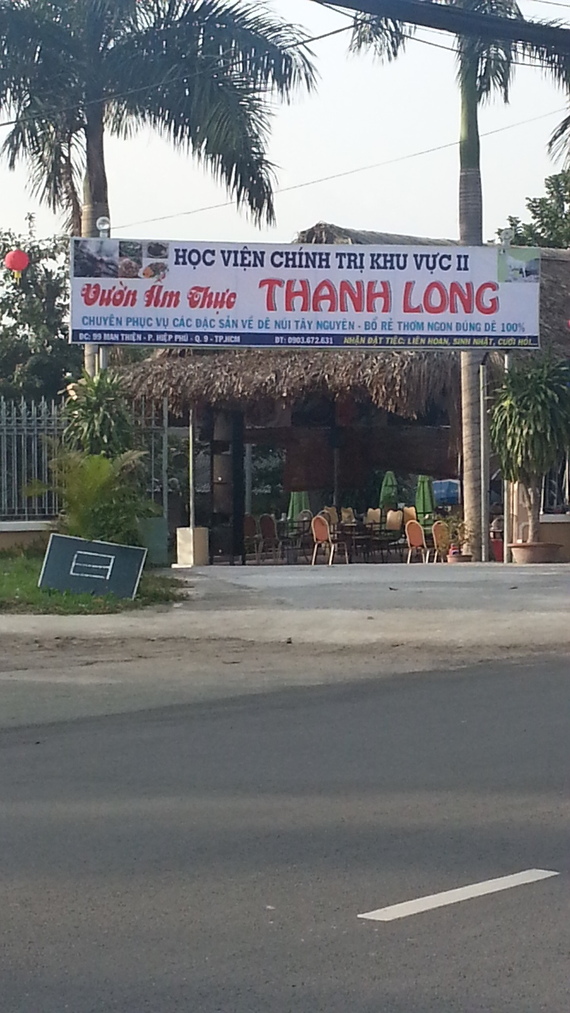 HỌC VIỆN CHÍNH TRỊ KHU VỰC II
Vườn Ẩm Thực THANH LONG
CHUYÊN PHỤC VỤ CÁC ĐẶC SẢN VỀ DÊ NÚI TÂY NGUYÊN - BỒ RẺ THƠM NGON ĐÚNG DÊ 100%
ĐC: 99 MAN THIỆN - P. HIỆP PHÚ - Q. 9 - TP.HCM ĐT: 0903.672.631 NHẬN ĐẶT TIỆC: LIÊN HOAN, SINH NHẬT, CƯỚI HỎI...